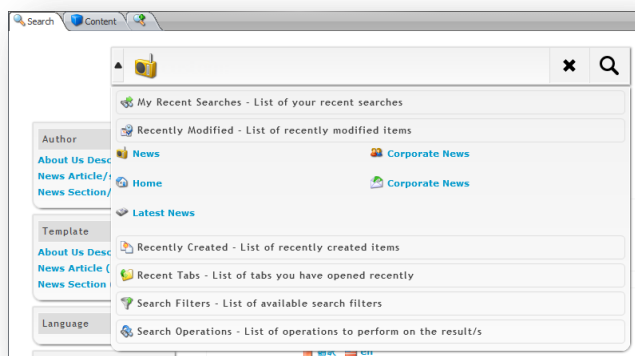 Search
Content
My Recent Searches - List of your recent searches
Recently Modified - List of recently modified items
News
Corporate News
Home
Corporate News
Latest News
Recently Created - List of recently created items
Recent Tabs - List of tabs you have opened recently
Search Filters - List of available search filters
Search Operations - List of operations to perform on the result/s
Author
About Us Desc
News Article/s
News Section/
Template
About Us Desc
News Article (
News Section
Language
en